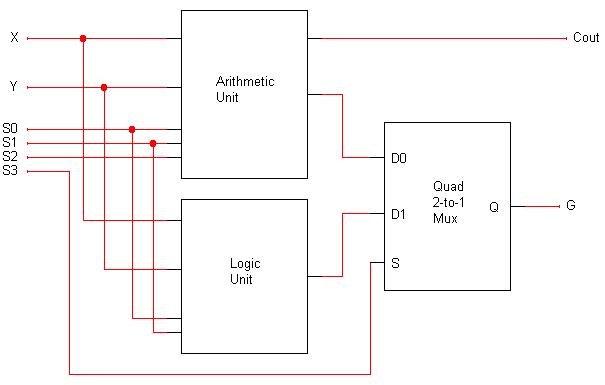 X
Cout
Y
Arithmetic
Unit
S0
S1
S2
S3
D0
Quad
2-to-1
Mux
Q
G
D1
S
Logic
Unit